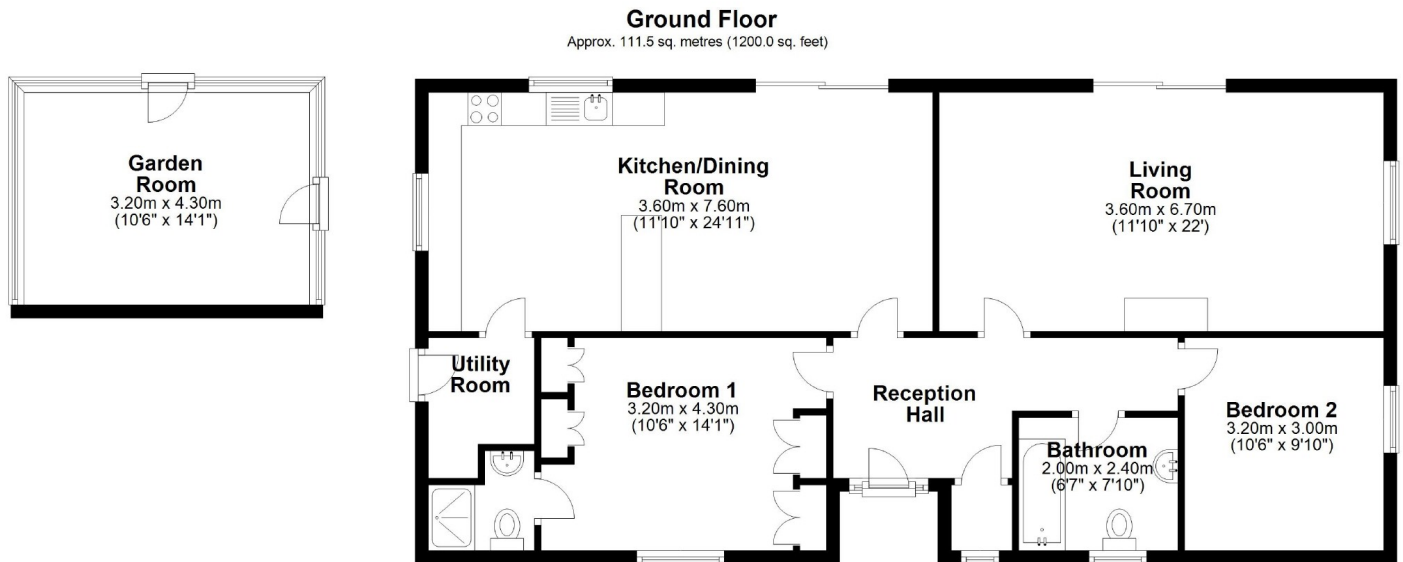 Ground Floor
Approx. 111.5 sq. metres (1200.0 sq. feet)
Garden
Room
3.20m x 4.30m
(10'6" x 14'1")
Kitchen/Dining
Room
3.60m x 7.60m
(11'10" x 24'11")
Living
Room
3.60m x 6.70m
(11'10" x 22')
Utility
Room
Bedroom 1
3.20m x 4.30m
(10'6" x 14'1")
Reception
Hall
Bathroom
2.00m x 2.40m
(6'7" x 7'10")
Bedroom 2
3.20m x 3.00m
(10'6" x 9'10")